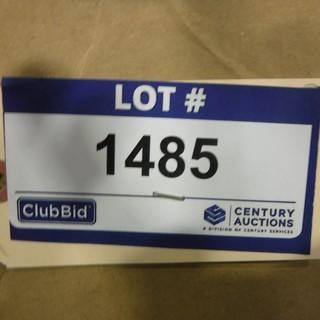 LOT #
1485
ClubBid
CENTURY
AUCTIONS
A DIVISION OF CENTURY SERVICES